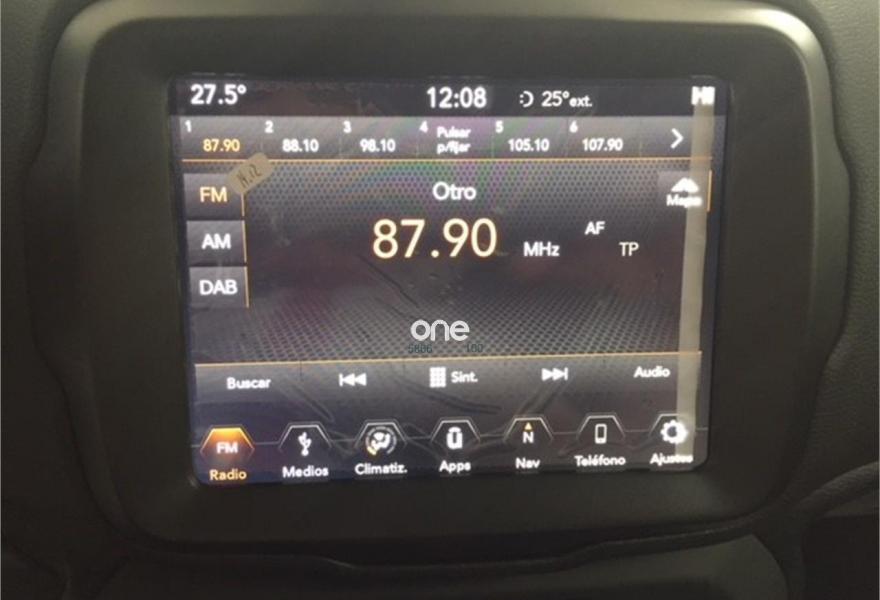 27.5° 12:08 25°ext. HI
1 87.90 2 88.10 3 98.10 4 Pulsar p/fijar 5 105.10 6 107.90
FM Otro Mapa
AM 87.90 MHz AF TP
DAB
one
Buscar Sint. Audio
FM N
Radio Medios Climatiz. Apps Nav Teléfono Ajustes